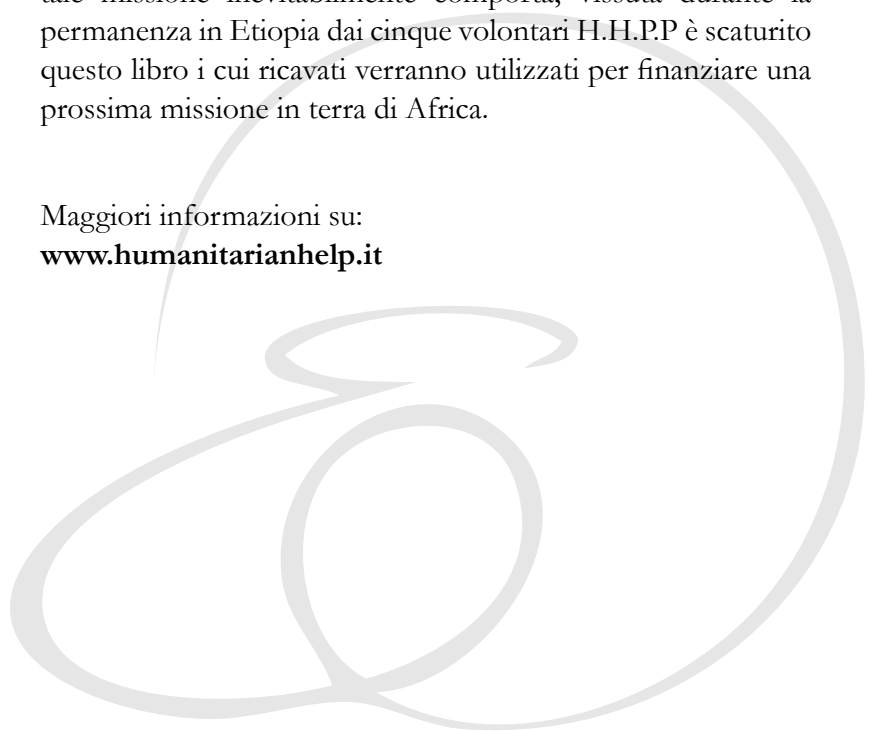 tale missione inevitabilmente comporta, vissuta durante la
permanenza in Etiopia dai cinque volontari H.H.P.P è scaturito
questo libro i cui ricavati verranno utilizzati per finanziare una
prossima missione in terra di Africa.
Maggiori informazioni su:
www.humanitarianhelp.it